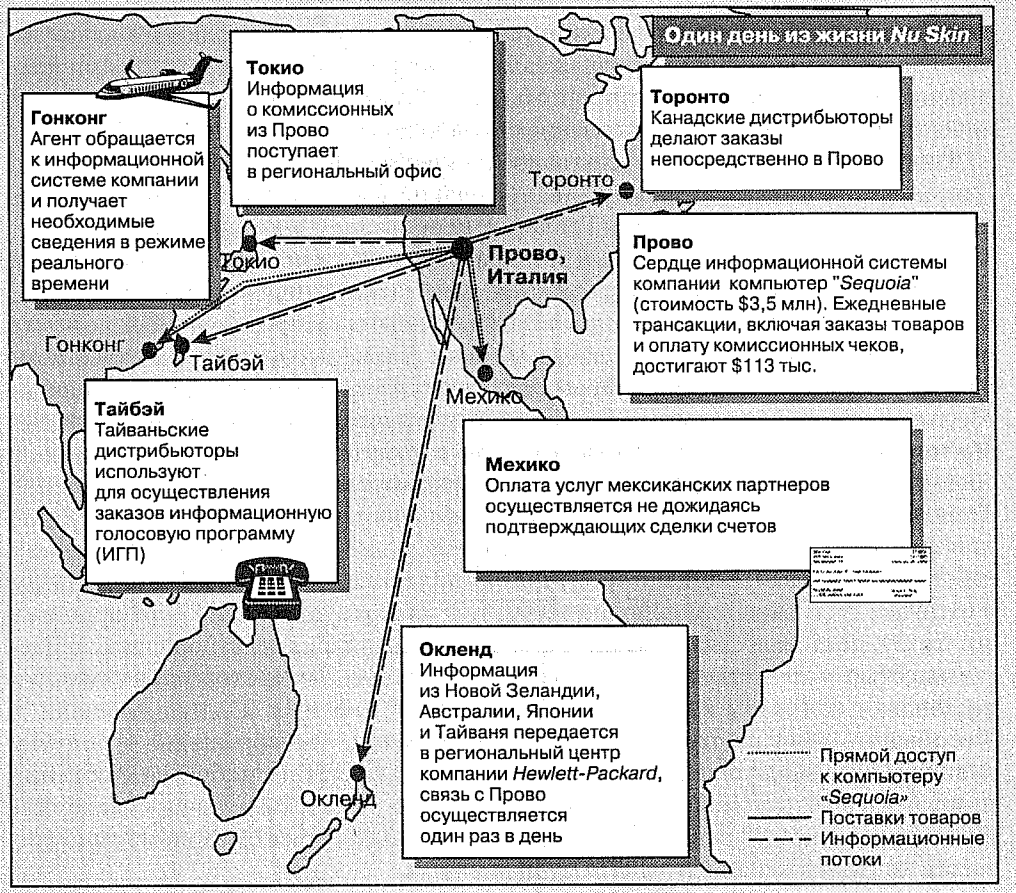 Один день из жизни Nu Skin
Токио
Информация
о комиссионных
из Прово
поступает
в региональный офис
Гонконг
Агент обращается
к информационной
системе компании
и получает
необходимые
сведения в режиме
реального
времени
Торонто
Канадские дистрибьюторы
делают заказы
непосредственно в Прово
Торонто
Токио
Прово,
Италия
Прово
Сердце информационной системы
компании компьютер "Sequoia"
(стоимость $3,5 млн). Ежедневные
трансакции, включая заказы товаров
и оплату комиссионных чеков,
достигают $113 тыс.
Гонконг
Тайбэй
Мехико
Тайбэй
Тайваньские
дистрибьюторы
используют
для осуществления
заказов информационную
голосовую программу
(ИГП)
Мехико
Оплата услуг мексиканских партнеров
осуществляется не дожидаясь
подтверждающих сделки счетов
Окленд
Информация
из Новой Зеландии,
Австралии, Японии
и Тайваня передается
в региональный центр
компании Hewlett-Packard,
связь с Прово
осуществляется
один раз в день
Окленд
Прямой доступ
к компьютеру
«Sequoia»
Поставки товаров
Информационные
потоки